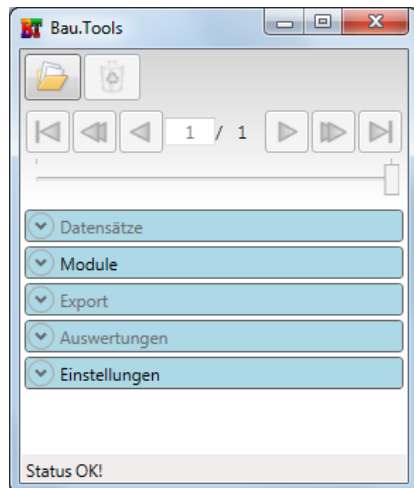 BT Bau.Tools
1 / 1
Datensätze
Module
Export
Auswertungen
Einstellungen
Status OK!